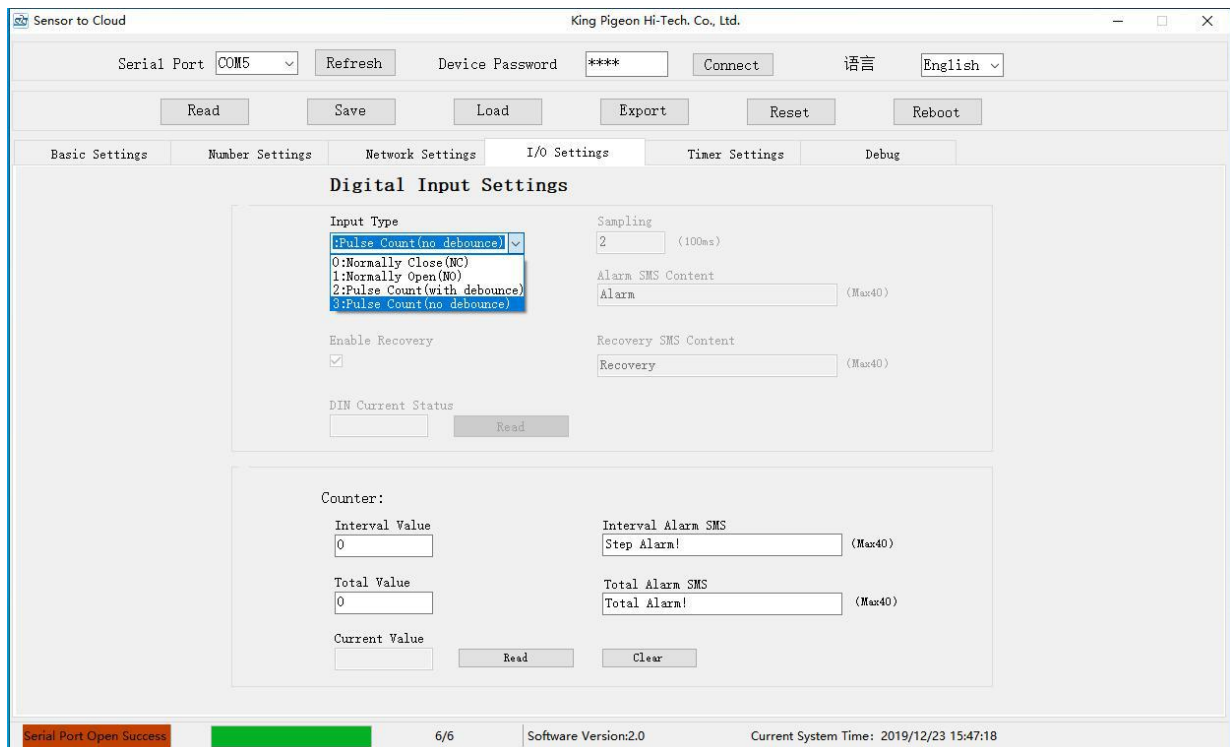 Sensor to Cloud King Pigeon Hi-Tech. Co., Ltd.
Serial Port COM5 Refresh Device Password **** Connect 语言 English
Read Save Load Export Reset Reboot
Basic Settings Number Settings Network Settings I/O Settings Timer Settings Debug
Digital Input Settings
Input Type Sampling
:Pulse Count(no debounce) 2 (100ms)
0:Normally Close(NC)
1:Normally Open(NO) Alarm SMS Content
2:Pulse Count(with debounce) Alarm (Max40)
3:Pulse Count(no debounce)
Enable Recovery Recovery SMS Content
Recovery (Max40)
DIN Current Status
Read
Counter:
Interval Value Interval Alarm SMS
0 Step Alarm! (Max40)
Total Value Total Alarm SMS
0 Total Alarm! (Max40)
Current Value
Read Clear
Serial Port Open Success 6/6 Software Version:2.0 Current System Time: 2019/12/23 15:47:18